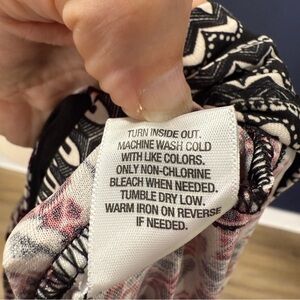 TURN INSIDE OUT.
MACHINE WASH COLD
WITH LIKE COLORS.
ONLY NON-CHLORINE
BLEACH WHEN NEEDED.
TUMBLE DRY LOW.
WARM IRON ON REVERSE
IF NEEDED.